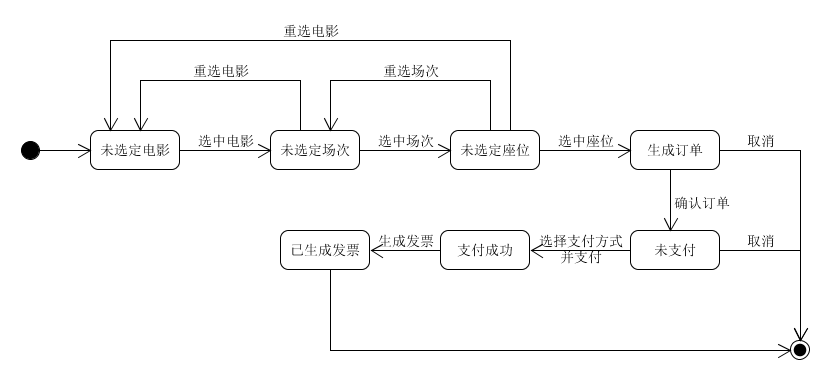 重选电影
重选电影
重选场次
未选定电影
选中电影
未选定场次
选中场次
未选定座位
选中座位
生成订单
取消
确认订单
已生成发票
生成发票
支付成功
选择支付方式
并支付
未支付
取消